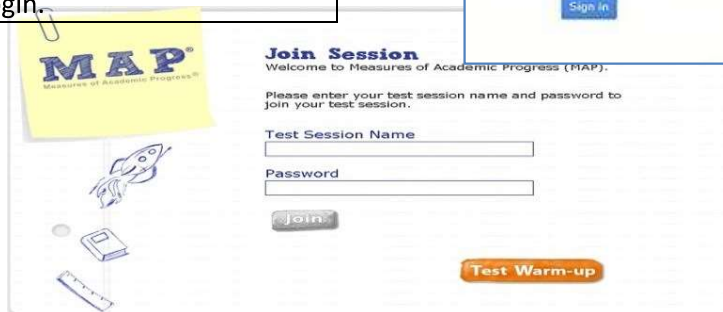 gin.
Sign in
MAP®
Measures of Academic Progress®
Join Session
Welcome to Measures of Academic Progress (MAP).
Please enter your test session name and password to
join your test session.
Test Session Name
Password
Join
Test Warm-up